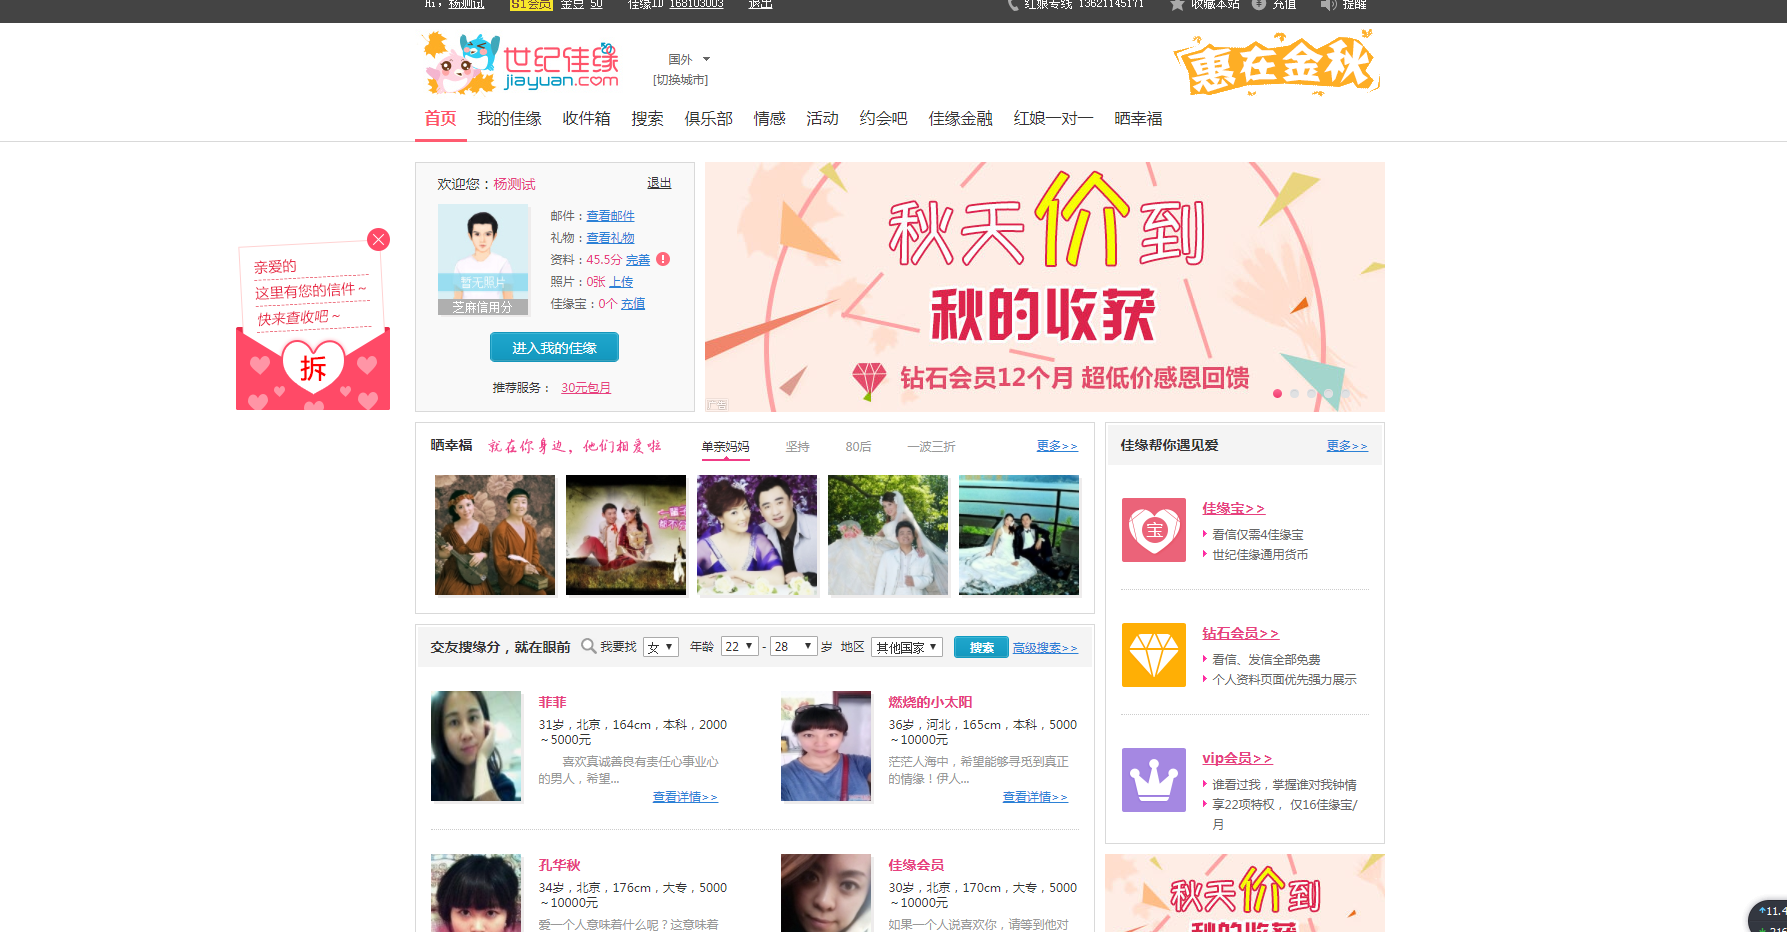 Hi，杨测试 S1会员 金豆 50 佳缘ID 168103003 退出 红娘专线 13621145171 收藏本站 充值 提醒
世纪佳缘
jiayuan.com
国外
[切换城市]
惠在金秋
首页 我的佳缘 收件箱 搜索 俱乐部 情感 活动 约会吧 佳缘金融 红娘一对一 晒幸福
亲爱的
这里有您的信件～
快来查收吧～
拆
欢迎您：杨测试 退出
暂无照片
芝麻信用分
邮件：查看邮件
礼物：查看礼物
资料：45.5分 完善
照片：0张 上传
佳缘宝：0个 充值
进入我的佳缘
推荐服务： 30元包月
秋天价到
秋的收获
钻石会员12个月 超低价感恩回馈
广告
晒幸福 就在你身边，他们相爱啦 单亲妈妈 坚持 80后 一波三折 更多>>
佳缘帮你遇见爱 更多>>
宝
佳缘宝>>
看信仅需4佳缘宝
世纪佳缘通用货币
钻石会员>>
看信、发信全部免费
个人资料页面优先强力展示
vip会员>>
谁看过我，掌握谁对我钟情
享22项特权， 仅16佳缘宝/
月
交友搜缘分，就在眼前 我要找 女 年龄 22 - 28 岁 地区 其他国家 搜索 高级搜索>>
菲菲
31岁，北京，164cm，本科，2000
～5000元
喜欢真诚善良有责任心事业心
的男人，希望...
查看详情>>
燃烧的小太阳
36岁，河北，165cm，本科，5000
～10000元
茫茫人海中，希望能够寻觅到真正
的情缘！伊人...
查看详情>>
孔华秋
34岁，北京，176cm，大专，5000
～10000元
爱一个人意味着什么呢？这意味着
佳缘会员
30岁，北京，170cm，大专，5000
～10000元
如果一个人说喜欢你，请等到他对
秋天价到
秋的收获
11.4